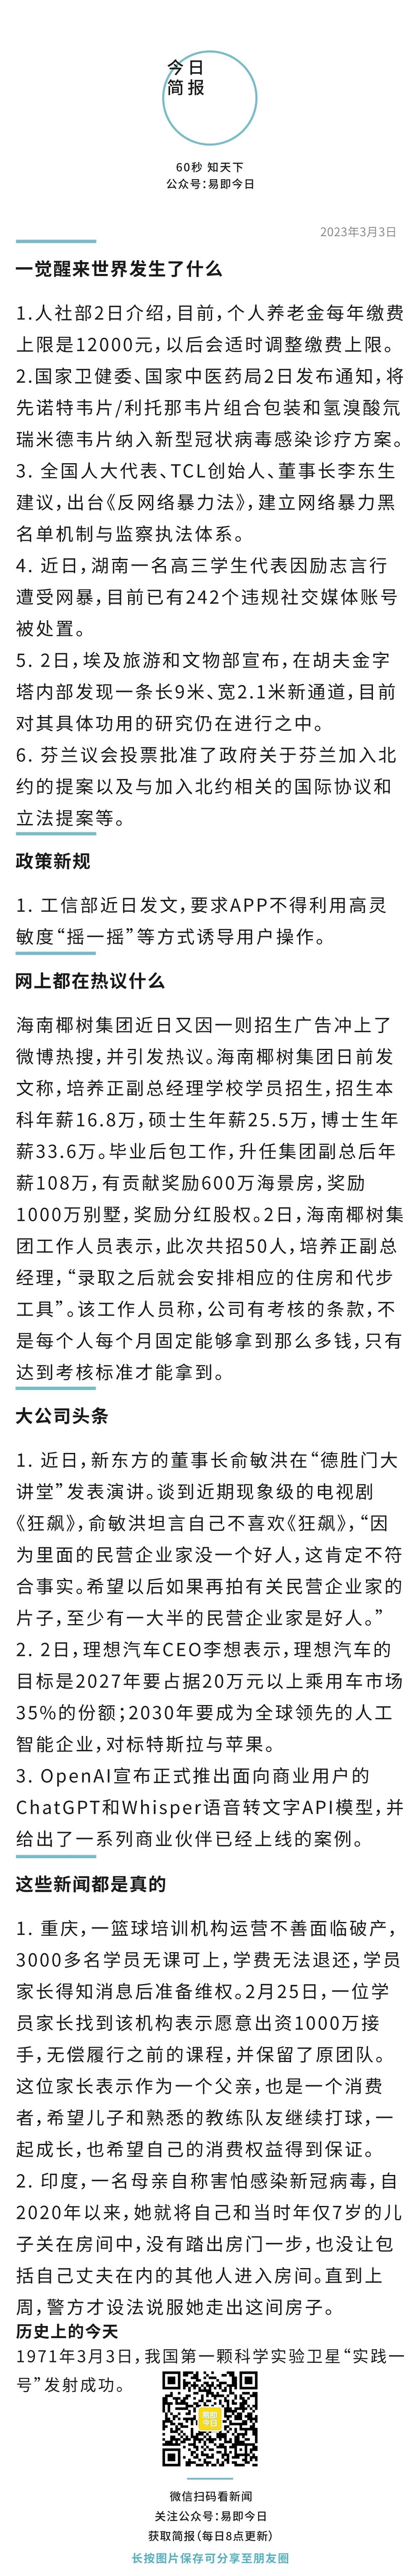 今日
简报
60秒 知天下
公众号：易即今日
2023年3月3日
一觉醒来世界发生了什么
1.人社部2日介绍，目前，个人养老金每年缴费
上限是12000元，以后会适时调整缴费上限。
2.国家卫健委、国家中医药局2日发布通知，将
先诺特韦片/利托那韦片组合包装和氢溴酸氘
瑞米德韦片纳入新型冠状病毒感染诊疗方案。
3. 全国人大代表、TCL创始人、董事长李东生
建议，出台《反网络暴力法》，建立网络暴力黑
名单机制与监察执法体系。
4. 近日，湖南一名高三学生代表因励志言行
遭受网暴，目前已有242个违规社交媒体账号
被处置。
5. 2日，埃及旅游和文物部宣布，在胡夫金字
塔内部发现一条长9米、宽2.1米新通道，目前
对其具体功用的研究仍在进行之中。
6. 芬兰议会投票批准了政府关于芬兰加入北
约的提案以及与加入北约相关的国际协议和
立法提案等。
政策新规
1. 工信部近日发文，要求APP不得利用高灵
敏度“摇一摇”等方式诱导用户操作。
网上都在热议什么
海南椰树集团近日又因一则招生广告冲上了
微博热搜，并引发热议。海南椰树集团日前发
文称，培养正副总经理学校学员招生，招生本
科年薪16.8万，硕士生年薪25.5万，博士生年
薪33.6万。毕业后包工作，升任集团副总后年
薪108万，有贡献奖励600万海景房，奖励
1000万别墅，奖励分红股权。2日，海南椰树集
团工作人员表示，此次共招50人，培养正副总
经理，“录取之后就会安排相应的住房和代步
工具”。该工作人员称，公司有考核的条款，不
是每个人每个月固定能够拿到那么多钱，只有
达到考核标准才能拿到。
大公司头条
1. 近日，新东方的董事长俞敏洪在“德胜门大
讲堂”发表演讲。谈到近期现象级的电视剧
《狂飙》，俞敏洪坦言自己不喜欢《狂飙》，“因
为里面的民营企业家没一个好人，这肯定不符
合事实。希望以后如果再拍有关民营企业家的
片子，至少有一大半的民营企业家是好人。”
2. 2日，理想汽车CEO李想表示，理想汽车的
目标是2027年要占据20万元以上乘用车市场
35%的份额；2030年要成为全球领先的人工
智能企业，对标特斯拉与苹果。
3. OpenAI宣布正式推出面向商业用户的
ChatGPT和Whisper语音转文字API模型，并
给出了一系列商业伙伴已经上线的案例。
这些新闻都是真的
1. 重庆，一篮球培训机构运营不善面临破产，
3000多名学员无课可上，学费无法退还，学员
家长得知消息后准备维权。2月25日，一位学
员家长找到该机构表示愿意出资1000万接
手，无偿履行之前的课程，并保留了原团队。
这位家长表示作为一个父亲，也是一个消费
者，希望儿子和熟悉的教练队友继续打球，一
起成长，也希望自己的消费权益得到保证。
2. 印度，一名母亲自称害怕感染新冠病毒，自
2020年以来，她就将自己和当时年仅7岁的儿
子关在房间中，没有踏出房门一步，也没让包
括自己丈夫在内的其他人进入房间。直到上
周，警方才设法说服她走出这间房子。
历史上的今天
1971年3月3日，我国第一颗科学实验卫星“实践一
号”发射成功。
易即
今日
微信扫码看新闻
关注公众号：易即今日
获取简报（每日8点更新）
长按图片保存可分享至朋友圈